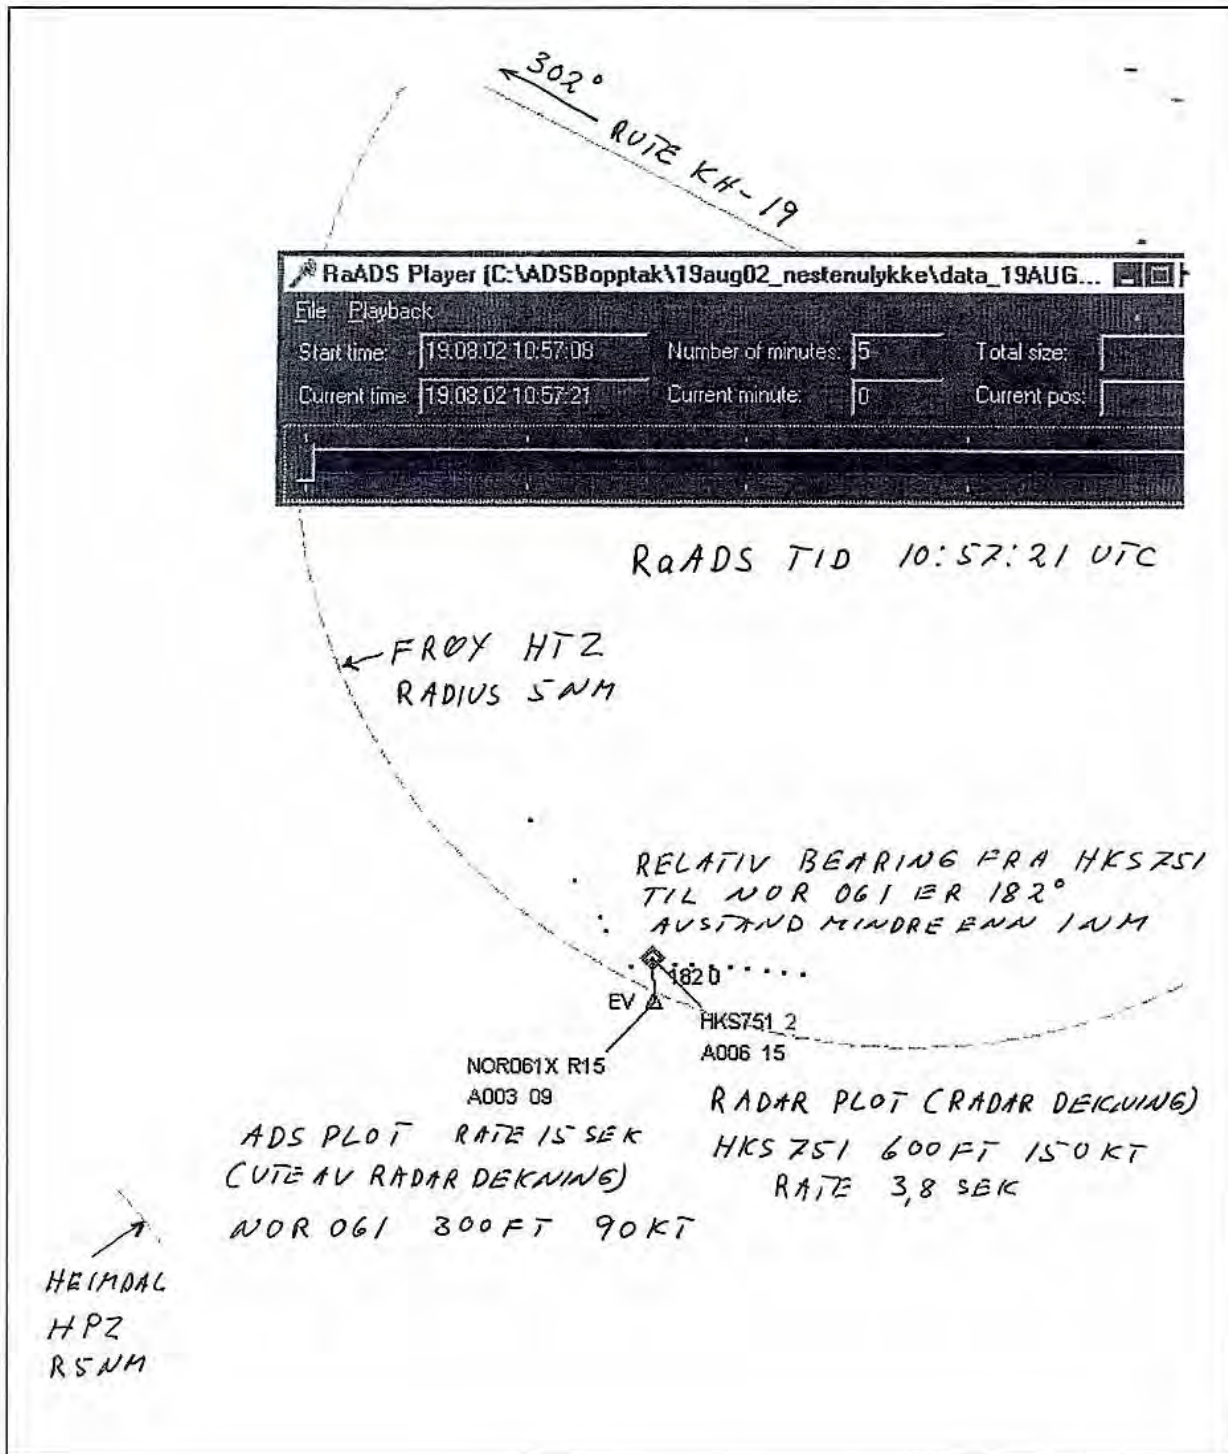 302°
RUTE KH-19
RaADS Player [C:\ADSBopptak\19aug02_nestenulykke\data_19AUG...
File Playback
Start time: 19.08.02 10:57:08 Number of minutes: 5 Total size:
Current time: 19.08.02 10:57:21 Current minute: 0 Current pos:
RaADS TID 10:57:21 UTC
FRØY HTZ
RADIUS 5NM
RELATIV BEARING FRA HKS751
TIL NOR 061 ER 182°
AVSTAND MINDRE ENN 1NM
182 0
EV
HKS751 2
A006 15
NOR061X R15
A003 09
RADAR PLOT (RADAR DEKNING)
HKS 751 600FT 150KT
RATE 3,8 SEK
ADS PLOT RATE 15 SEK
(UTE AV RADAR DEKNING)
NOR 061 300FT 90KT
HEIMDAL
HPZ
R5NM